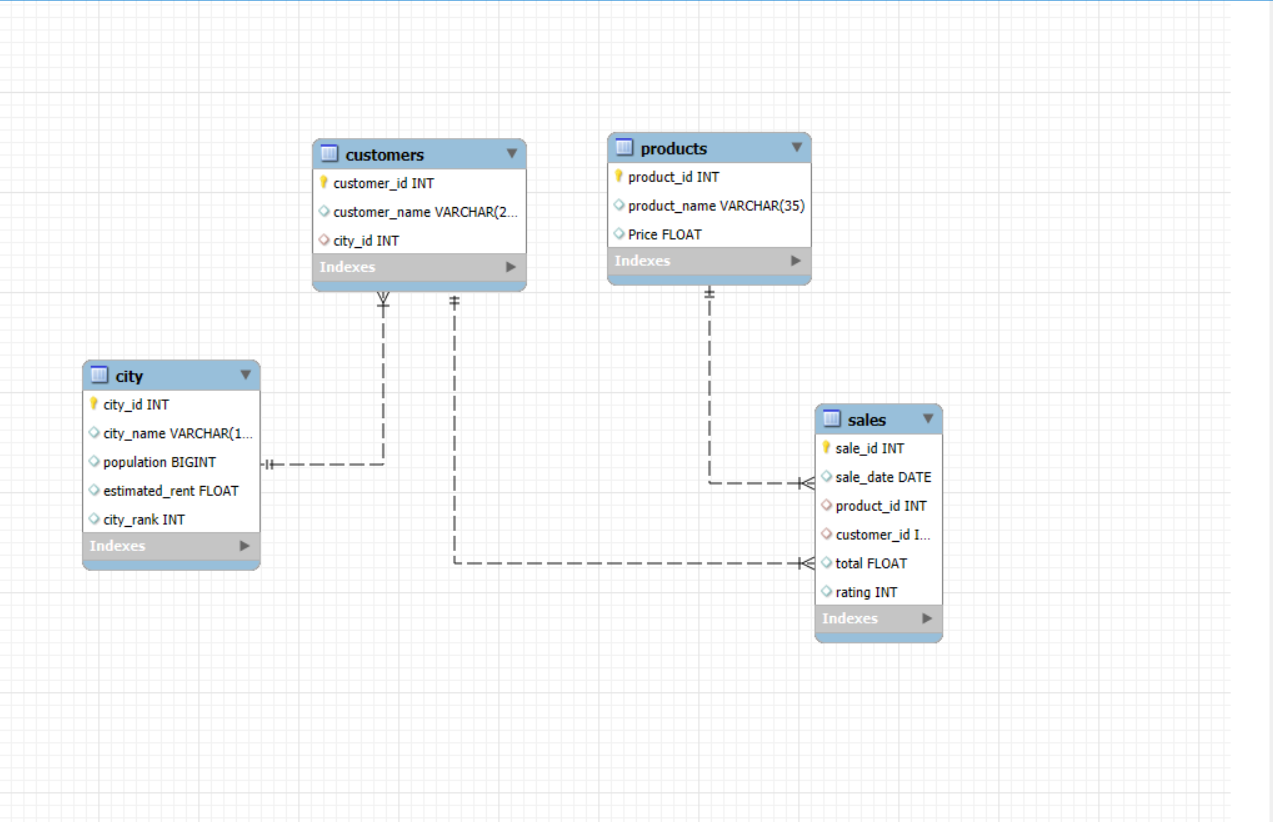 customers
customer_id INT
customer_name VARCHAR(2...
city_id INT
Indexes
products
product_id INT
product_name VARCHAR(35)
Price FLOAT
Indexes
city
city_id INT
city_name VARCHAR(1...
population BIGINT
estimated_rent FLOAT
city_rank INT
Indexes
sales
sale_id INT
sale_date DATE
product_id INT
customer_id I...
total FLOAT
rating INT
Indexes